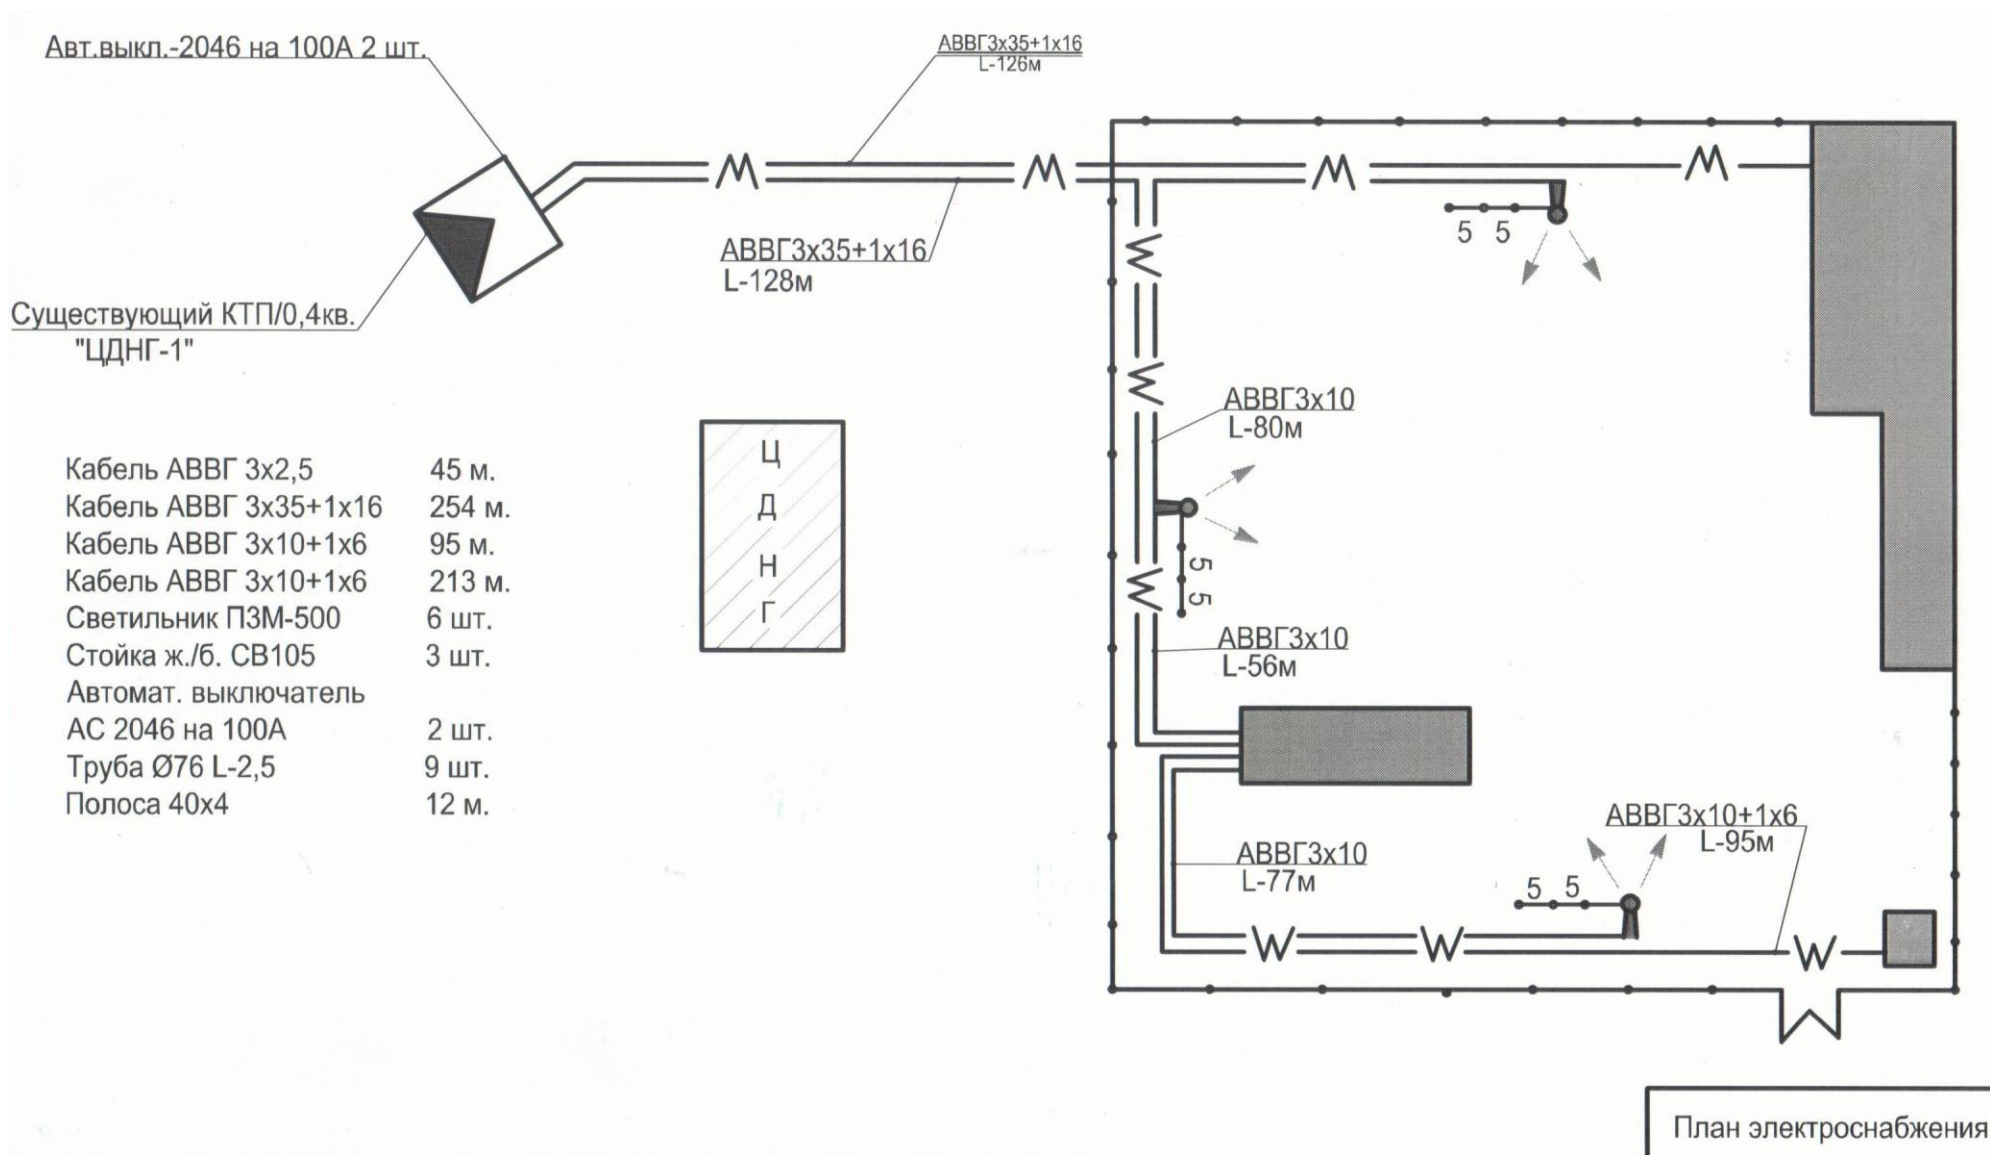 Авт.выкл.-2046 на 100А 2 шт.
АВВГ3х35+1х16
L-126м
АВВГ3х35+1х16
L-128м
Существующий КТП/0,4кв.
"ЦДНГ-1"
5 5
АВВГ3х10
L-80м
Ц
Д
Н
Г
Кабель АВВГ 3х2,5 45 м.
Кабель АВВГ 3х35+1х16 254 м.
Кабель АВВГ 3х10+1х6 95 м.
Кабель АВВГ 3х10+1х6 213 м.
Светильник ПЗМ-500 6 шт.
Стойка ж./б. СВ105 3 шт.
Автомат. выключатель
АС 2046 на 100А 2 шт.
Труба Ø76 L-2,5 9 шт.
Полоса 40х4 12 м.
5 5
АВВГ3х10
L-56м
АВВГ3х10+1х6
L-95м
АВВГ3х10
L-77м
5 5
План электроснабжения